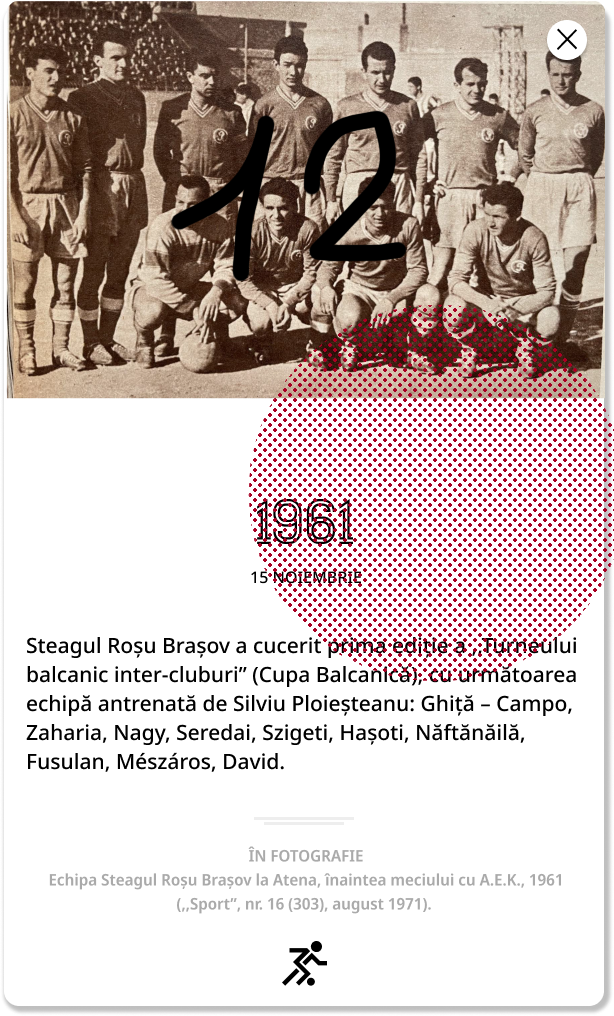 12
1961
15 NOIEMBRIE
Steagul Roșu Brașov a cucerit prima ediție a ,,Turneului
balcanic inter-cluburi” (Cupa Balcanică), cu următoarea
echipă antrenată de Silviu Ploieșteanu: Ghiță – Campo,
Zaharia, Nagy, Seredai, Szigeti, Hașoti, Năftănăilă,
Fusulan, Mészáros, David.
ÎN FOTOGRAFIE
Echipa Steagul Roșu Brașov la Atena, înaintea meciului cu A.E.K., 1961
(,,Sport”, nr. 16 (303), august 1971).